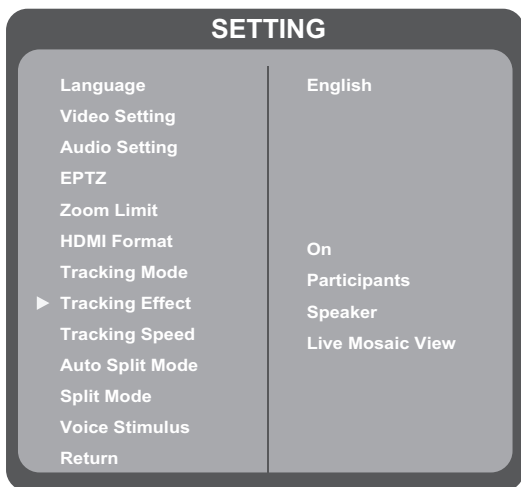 SETTING
Language
English
Video Setting
Audio Setting
EPTZ
Zoom Limit
HDMI Format
On
Tracking Mode
Participants
Tracking Effect
Speaker
Tracking Speed
Live Mosaic View
Auto Split Mode
Split Mode
Voice Stimulus
Return